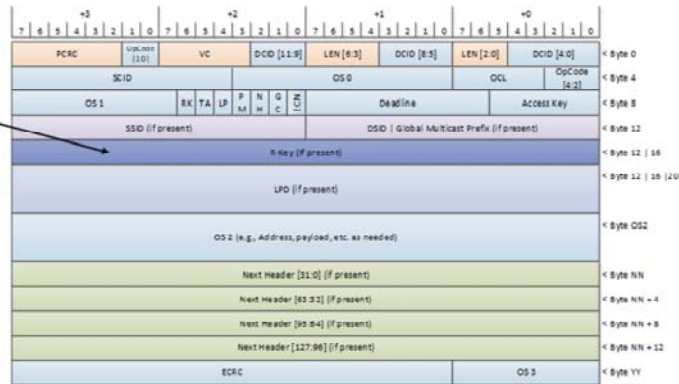 +3 +2 +1 +0
7 6 5 4 3 2 1 0 7 6 5 4 3 2 1 0 7 6 5 4 3 2 1 0 7 6 5 4 3 2 1 0
PCRC OpCode [1:0] VC DCID [11:9] LEN [6:3] DCID [8:5] LEN [2:0] DCID [4:0] < Byte 0
SCID OS 0 OCL OpCode [4:2] < Byte 4
OS 1 RK TA LP PM NH GC ICN Deadline Access Key < Byte 8
SSID (if present) DSID | Global Multicast Prefix (if present) < Byte 12
R-Key (if present) < Byte 12 | 16
LPD (if present) < Byte 12 | 16 |20
OS 2 (e.g., Address, payload, etc. as needed) < Byte OS2
Next Header [31:0] (if present) < Byte NN
Next Header [63:32] (if present) < Byte NN + 4
Next Header [95:64] (if present) < Byte NN + 8
Next Header [127:96] (if present) < Byte NN + 12
ECRC OS 3 < Byte YY